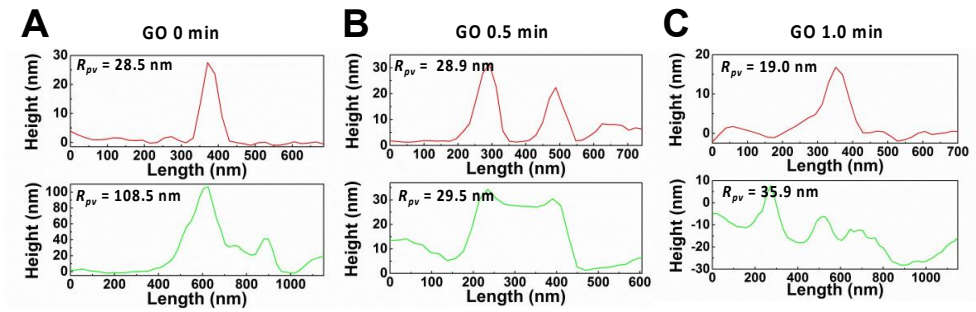 A
GO 0 min
Height (nm)
30
20
10
0
R_pv = 28.5 nm
0 100 200 300 400 500 600
Length (nm)
Height (nm)
100
80
60
40
20
0
R_pv = 108.5 nm
0 200 400 600 800 1000
Length (nm)
B
GO 0.5 min
Height (nm)
30
20
10
0
R_pv = 28.9 nm
0 100 200 300 400 500 600 700
Length (nm)
Height (nm)
30
20
10
0
R_pv = 29.5 nm
0 100 200 300 400 500 600
Length (nm)
C
GO 1.0 min
Height (nm)
20
10
0
R_pv = 19.0 nm
0 100 200 300 400 500 600 700
Length (nm)
Height (nm)
10
0
-10
-20
-30
R_pv = 35.9 nm
0 200 400 600 800 1000
Length (nm)